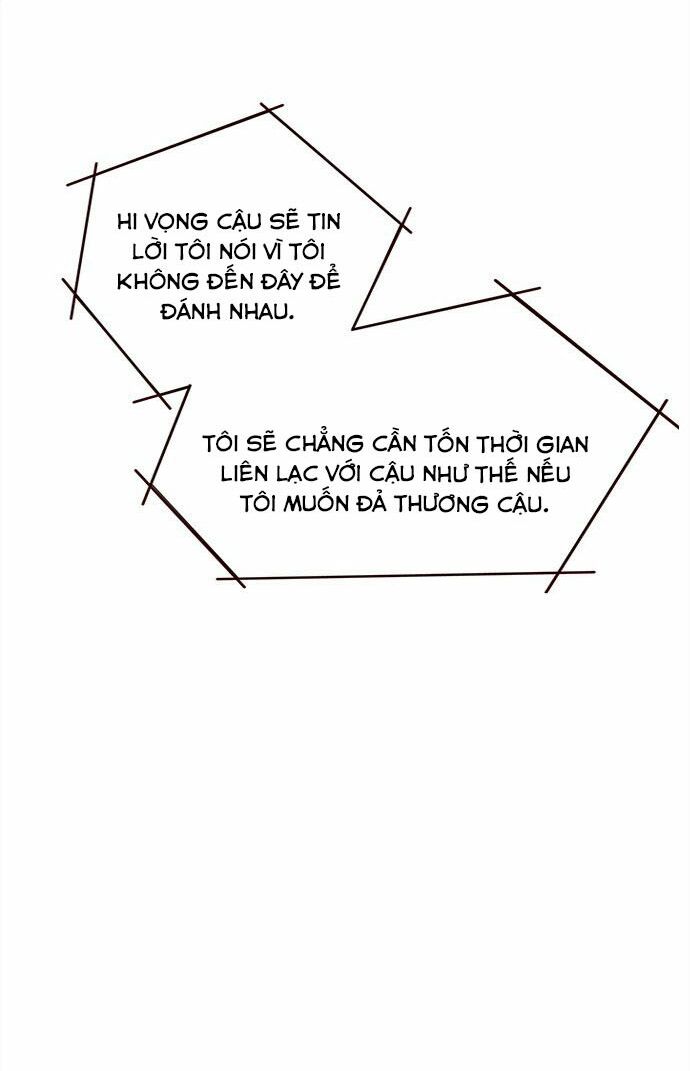 HI VỌNG CẬU SẼ TIN
LỜI TÔI NÓI VÌ TÔI
KHÔNG ĐẾN ĐÂY ĐỂ
ĐÁNH NHAU.
TÔI SẼ CHẲNG CẦN TỐN THỜI GIAN
LIÊN LẠC VỚI CẬU NHƯ THẾ NẾU
TÔI MUỐN ĐẢ THƯƠNG CẬU.